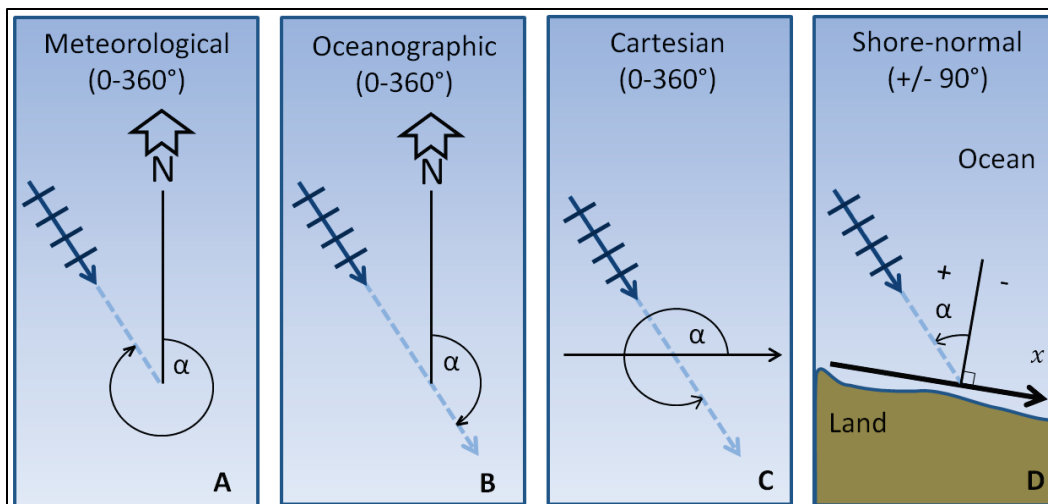 Meteorological
(0-360°)
N
α
A
Oceanographic
(0-360°)
N
α
B
Cartesian
(0-360°)
α
C
Shore-normal
(+/- 90°)
Ocean
+
-
α
x
Land
D